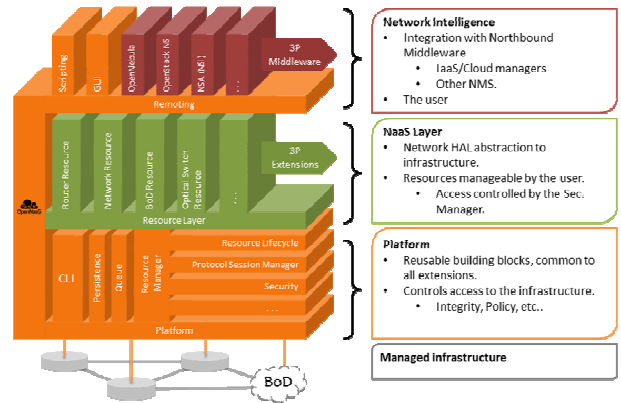 Scripting
GUI
OpenNebula
OpenStack NS
NSA (NSI)
...
3P
Middleware
Remoting
Router Resource
Network Resource
BoD Resource
Optical Switch
Resource
...
3P
Extensions
Resource Layer
OpenNaaS
CLI
Persistence
Queue
Resource
Manager
Resource Lifecycle
Protocol Session Manager
Security
...
Platform
BoD
Network Intelligence
• Integration with Northbound
Middleware
• IaaS/Cloud managers
• Other NMS.
• The user
NaaS Layer
• Network HAL abstraction to
infrastructure.
• Resources manageable by the user.
• Access controlled by the Sec.
Manager.
Platform
• Reusable building blocks, common to
all extensions.
• Controls access to the infrastructure.
• Integrity, Policy, etc..
Managed infrastructure